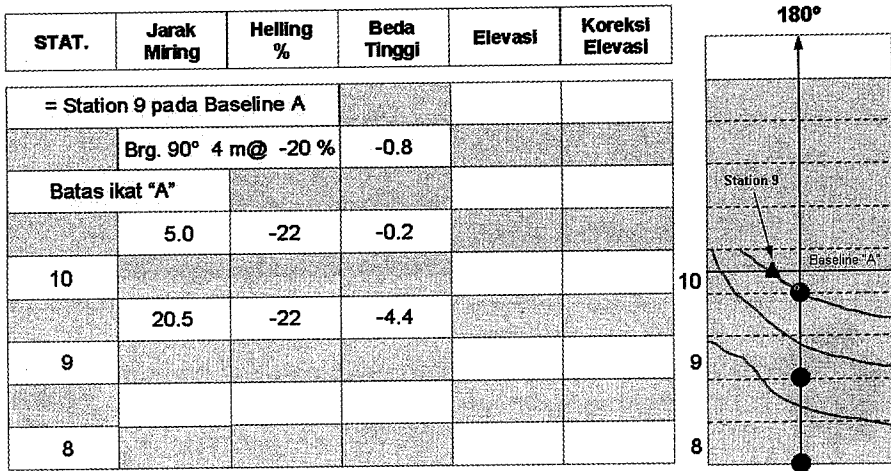 STAT. Jarak Miring Helling % Beda Tinggi Elevasi Koreksi Elevasi
= Station 9 pada Baseline A
Brg. 90° 4 m@ -20 % -0.8
Batas ikat "A"
5.0 -22 -0.2
10
20.5 -22 -4.4
9
8
180°
Station 9
Baseline "A"
10
9
8